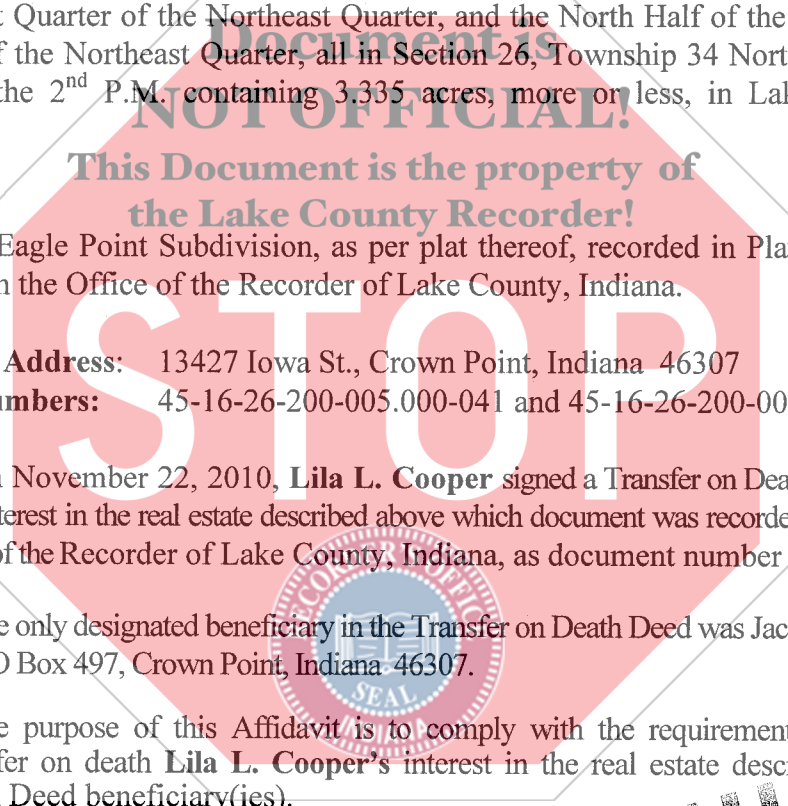 t Quarter of the Northeast Quarter, and the North Half of the
f the Northeast Quarter, all in Section 26, Township 34 Nort
Document is
the 2nd P.M. containing 3.335 acres, more or less, in Lak
NOT OFFICIAL!
This Document is the property of
the Lake County Recorder!
Eagle Point Subdivision, as per plat thereof, recorded in Pla
n the Office of the Recorder of Lake County, Indiana.
STOP
Address: 13427 Iowa St., Crown Point, Indiana 46307
umbers: 45-16-26-200-005.000-041 and 45-16-26-200-00
n November 22, 2010, Lila L. Cooper signed a Transfer on Dea
terest in the real estate described above which document was recorde
of the Recorder of Lake County, Indiana, as document number
RECORDER'S OFFICE
e only designated beneficiary in the Transfer on Death Deed was Jac
O Box 497, Crown Point, Indiana 46307.
SEAL
INDIANA
e purpose of this Affidavit is to comply with the requirement
fer on death Lila L. Cooper's interest in the real estate desc
Deed beneficiary(ies).